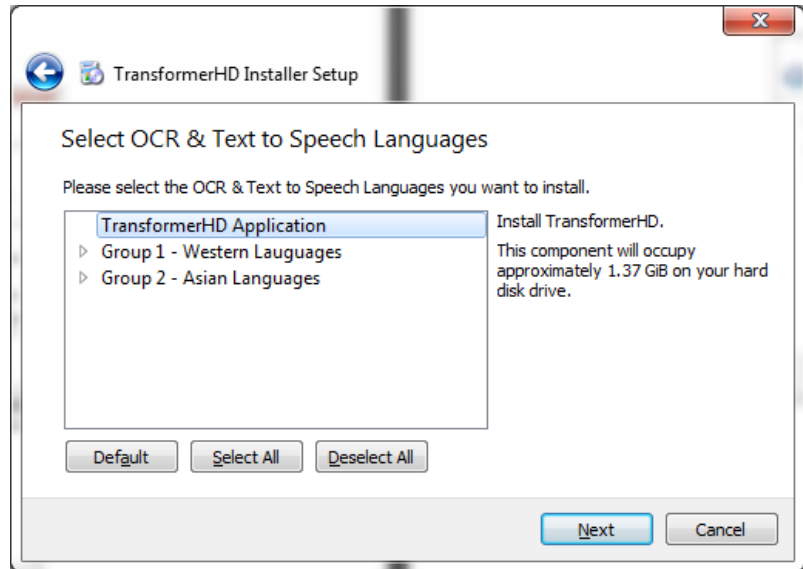 TransformerHD Installer Setup
Select OCR & Text to Speech Languages
Please select the OCR & Text to Speech Languages you want to install.
TransformerHD Application
Group 1 - Western Lauguages
Group 2 - Asian Languages
Install TransformerHD.
This component will occupy
approximately 1.37 GiB on your hard
disk drive.
Default
Select All
Deselect All
Next
Cancel